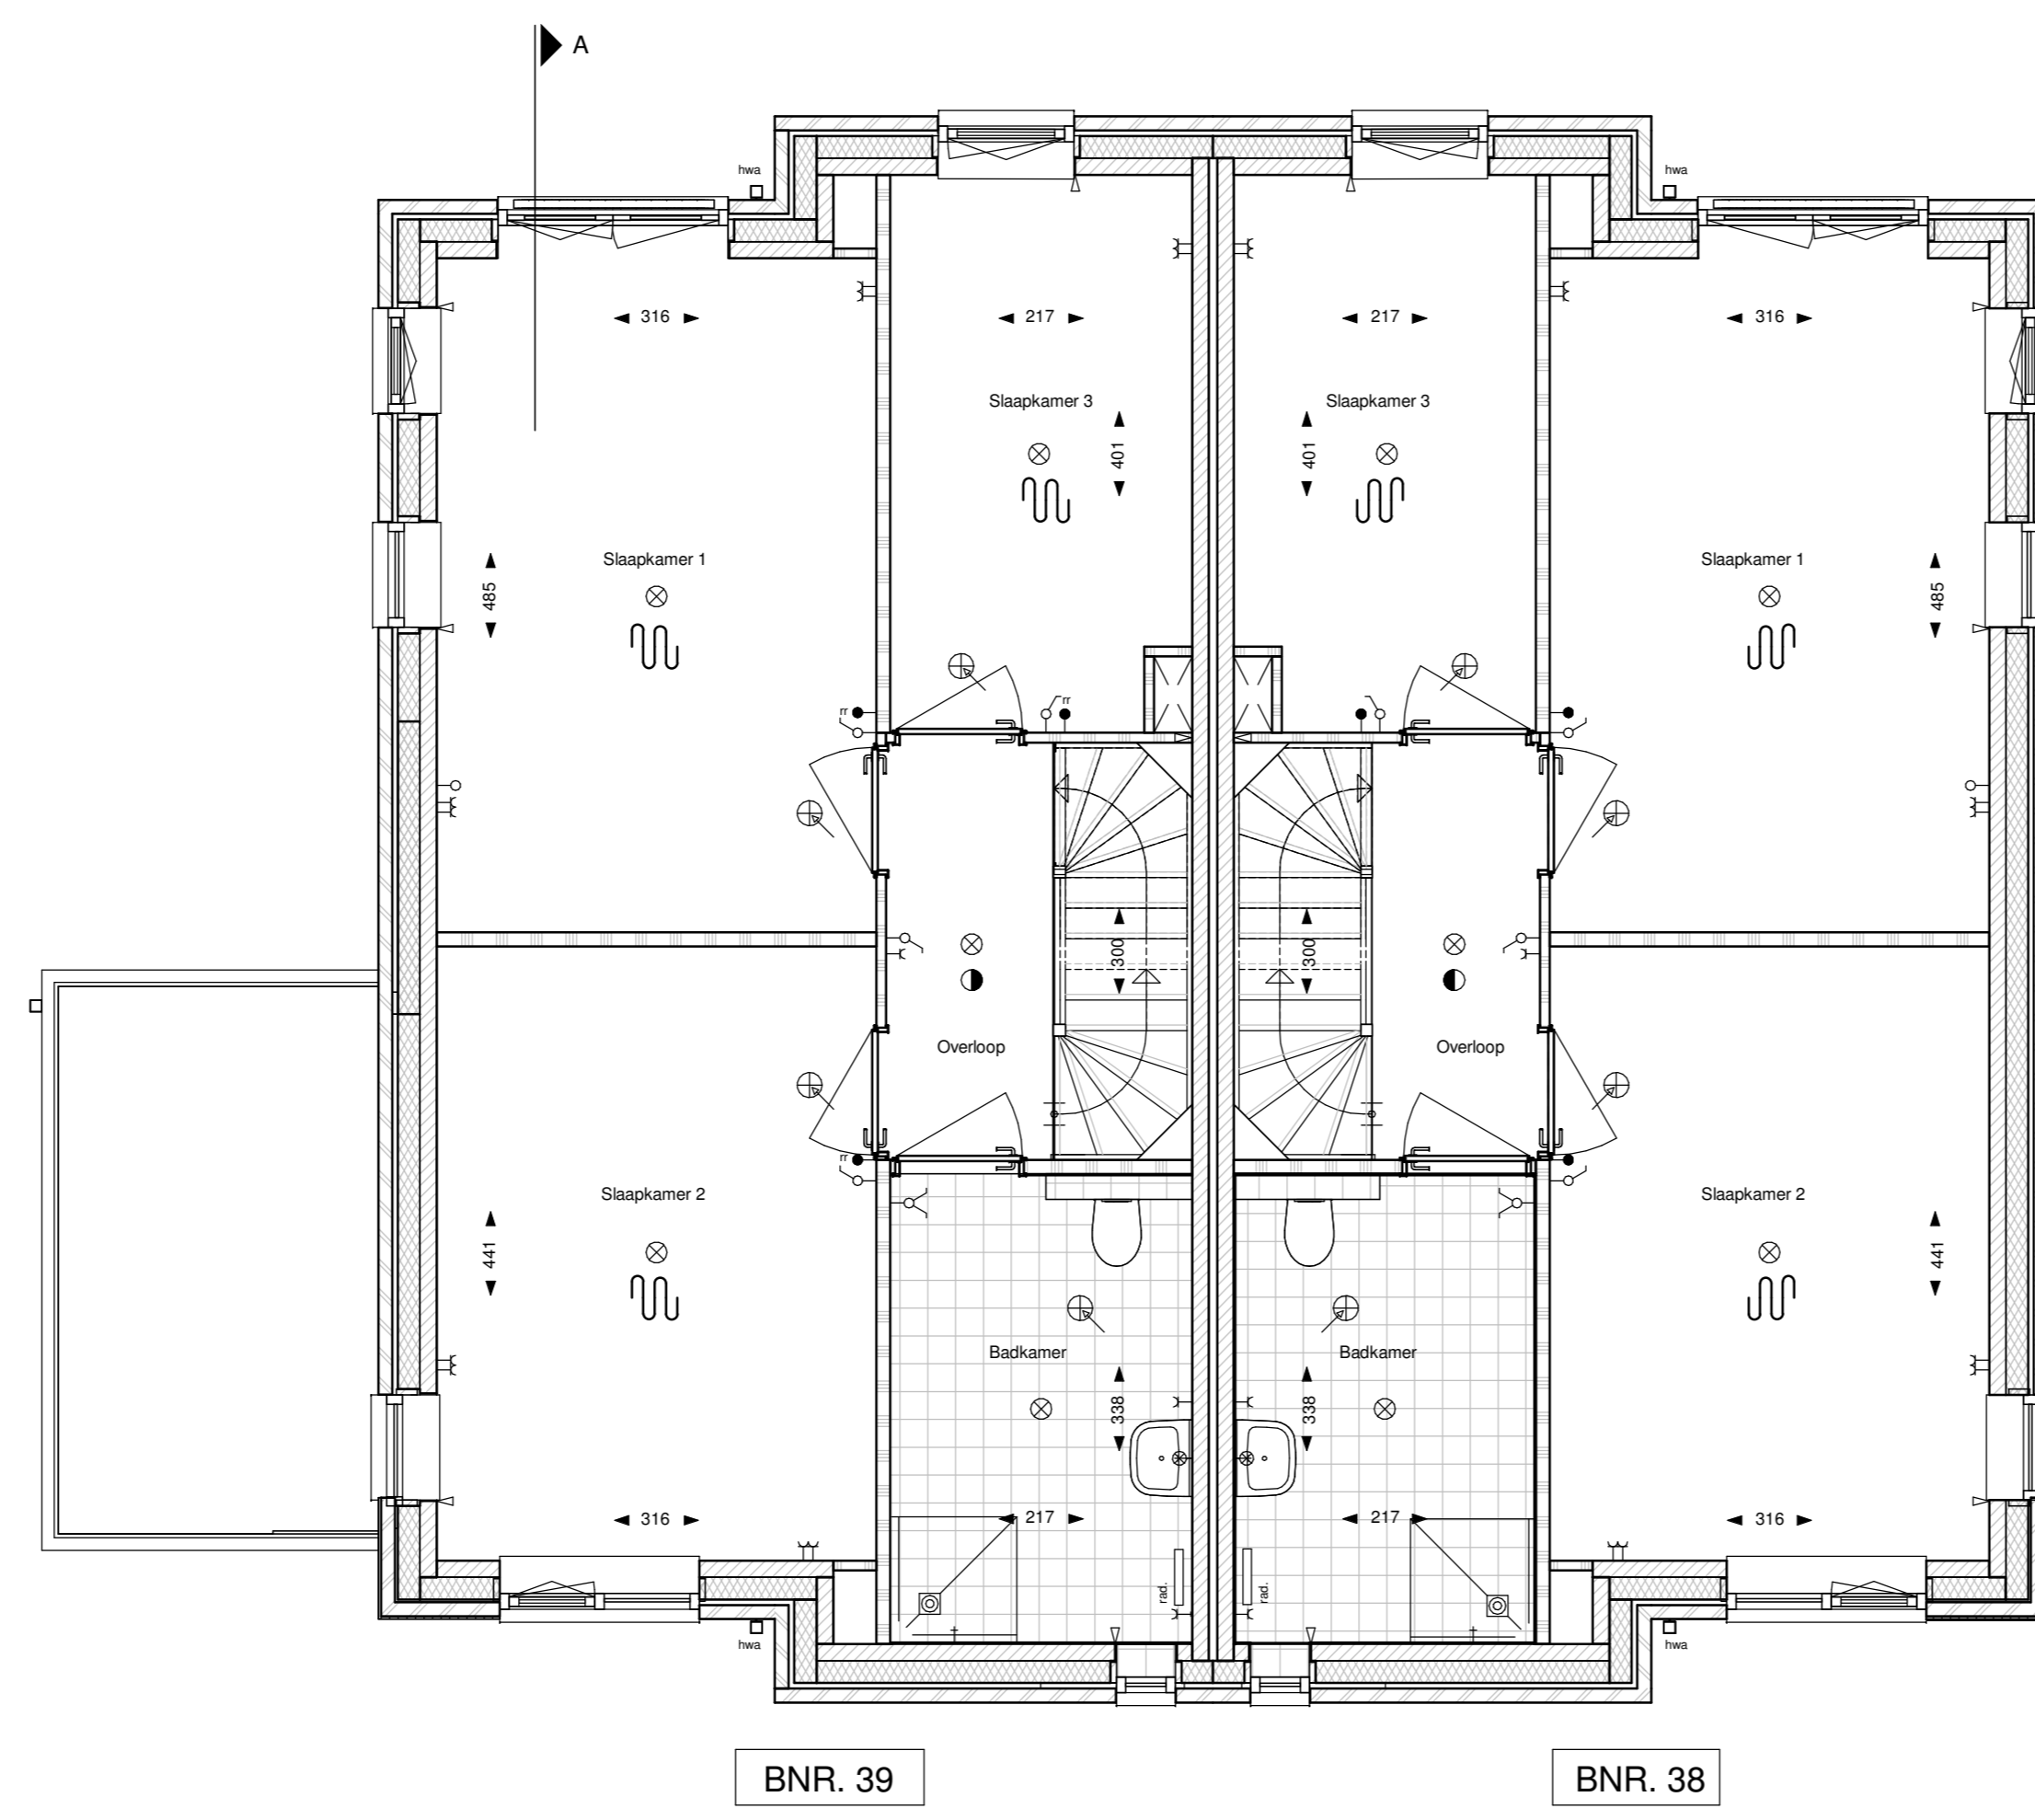 A
hwa
hwa
316
217
217
316
Slaapkamer 3
Slaapkamer 3
401
401
Slaapkamer 1
Slaapkamer 1
485
485
rr
rr
300
300
Overloop
Overloop
rr
Slaapkamer 2
Slaapkamer 2
441
441
Badkamer
Badkamer
338
338
316
217
217
316
rad.
rad.
hwa
hwa
BNR. 39
BNR. 38